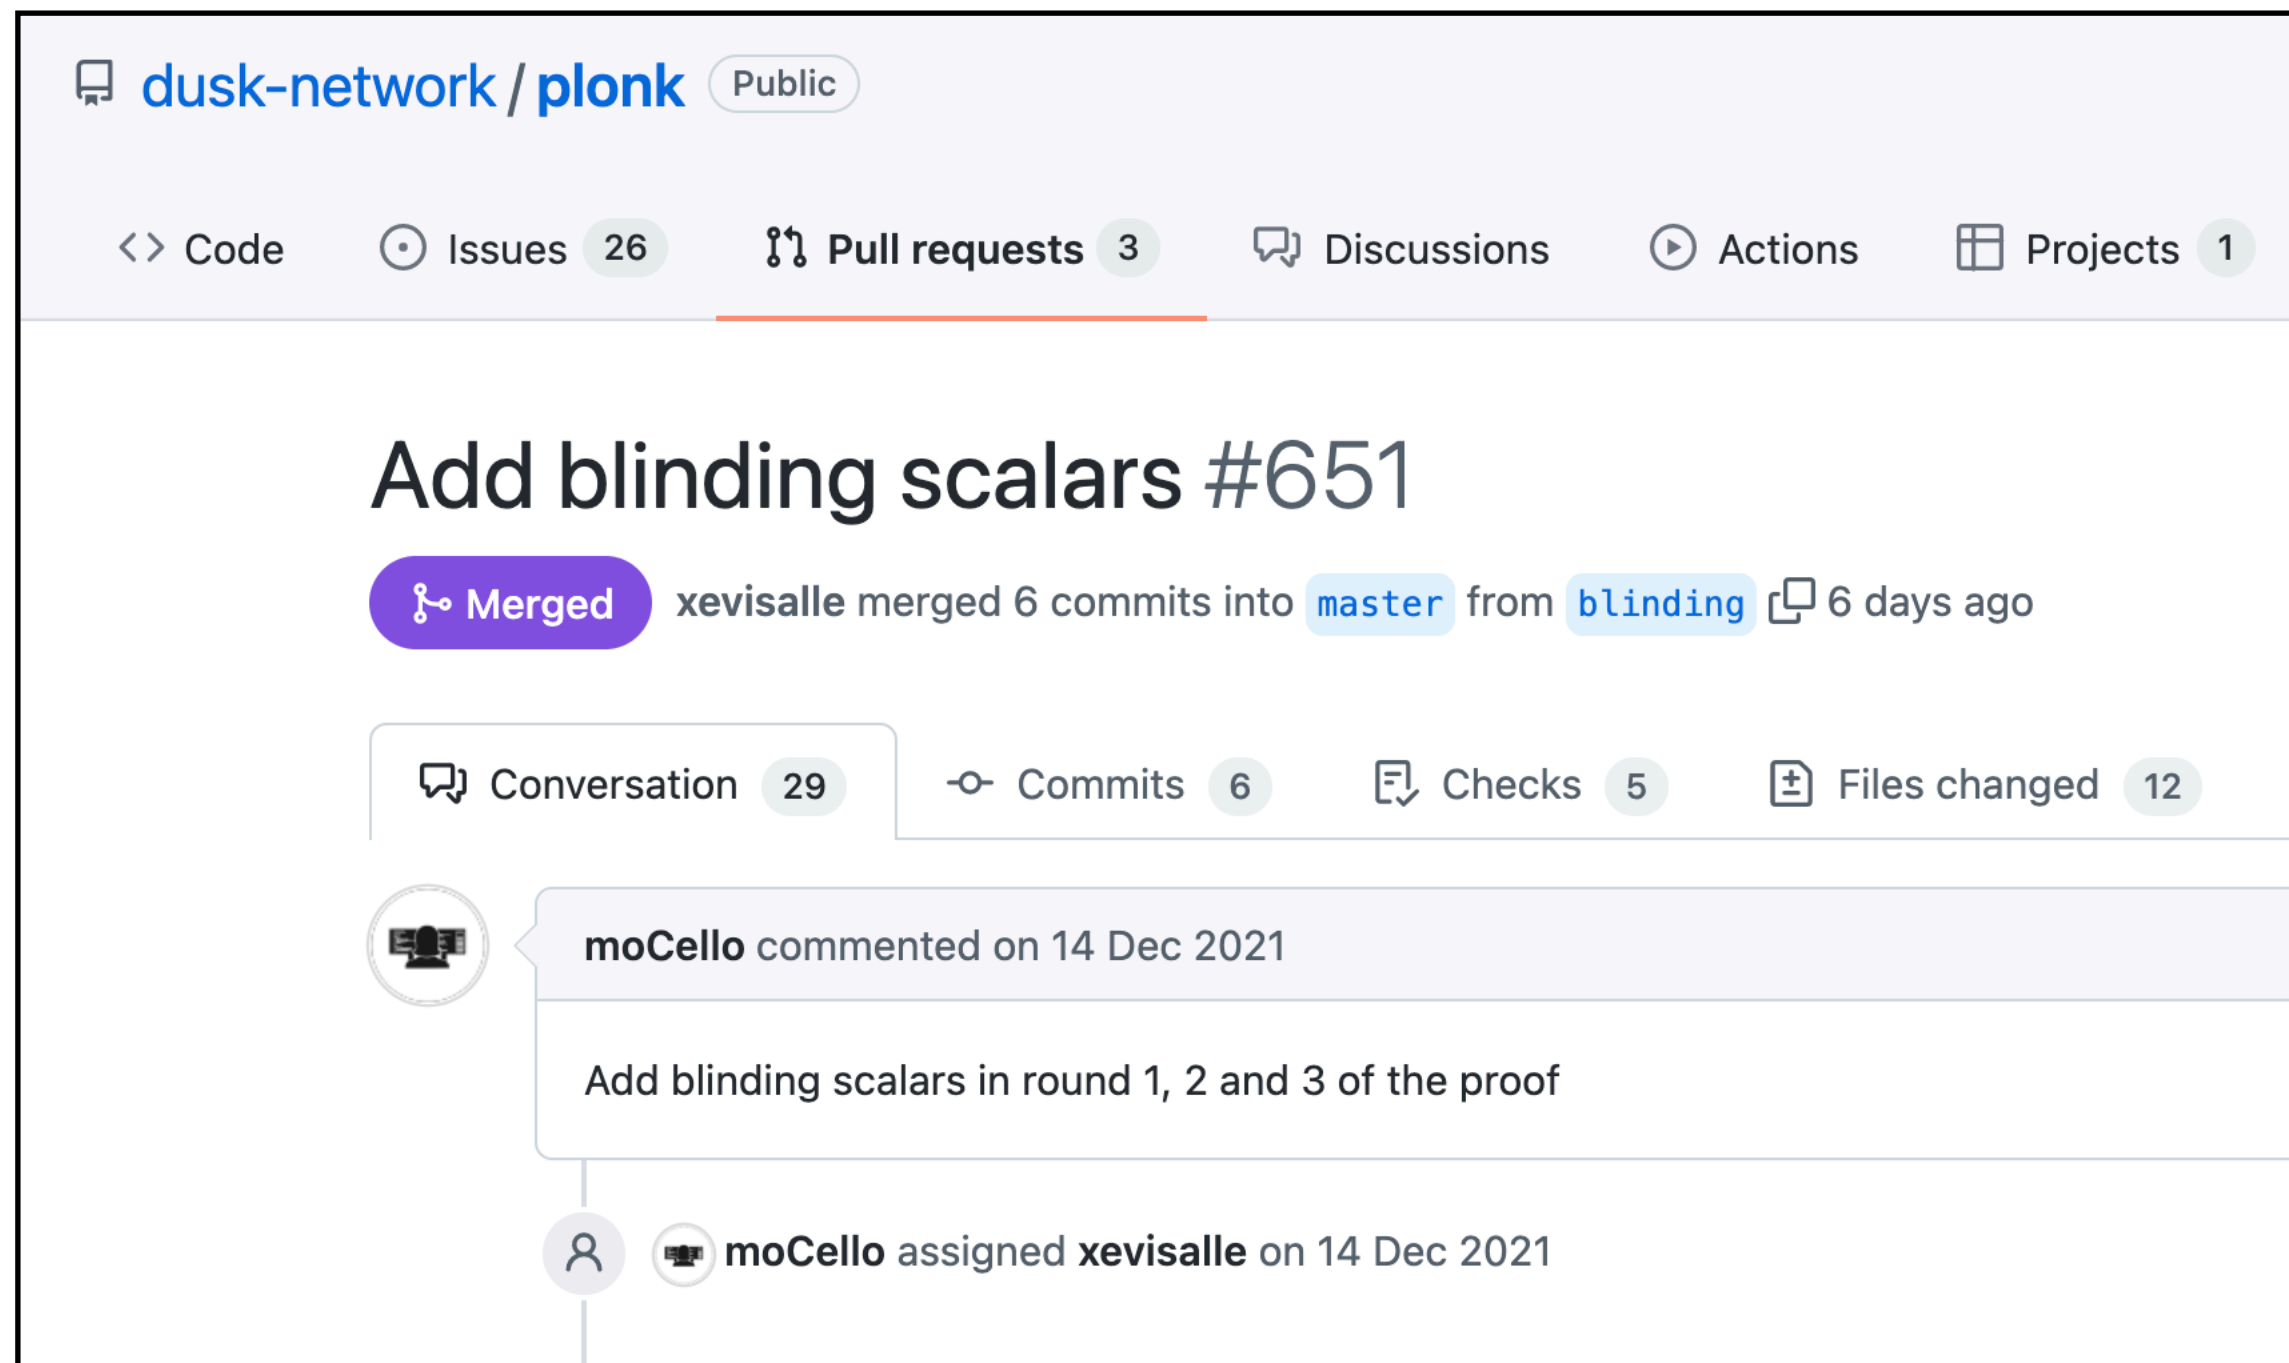 dusk-network / plonk Public
Code Issues 26 Pull requests 3 Discussions Actions Projects 1
Add blinding scalars #651
Merged xevisalle merged 6 commits into master from blinding 6 days ago
Conversation 29 Commits 6 Checks 5 Files changed 12
moCello commented on 14 Dec 2021
Add blinding scalars in round 1, 2 and 3 of the proof
moCello assigned xevisalle on 14 Dec 2021